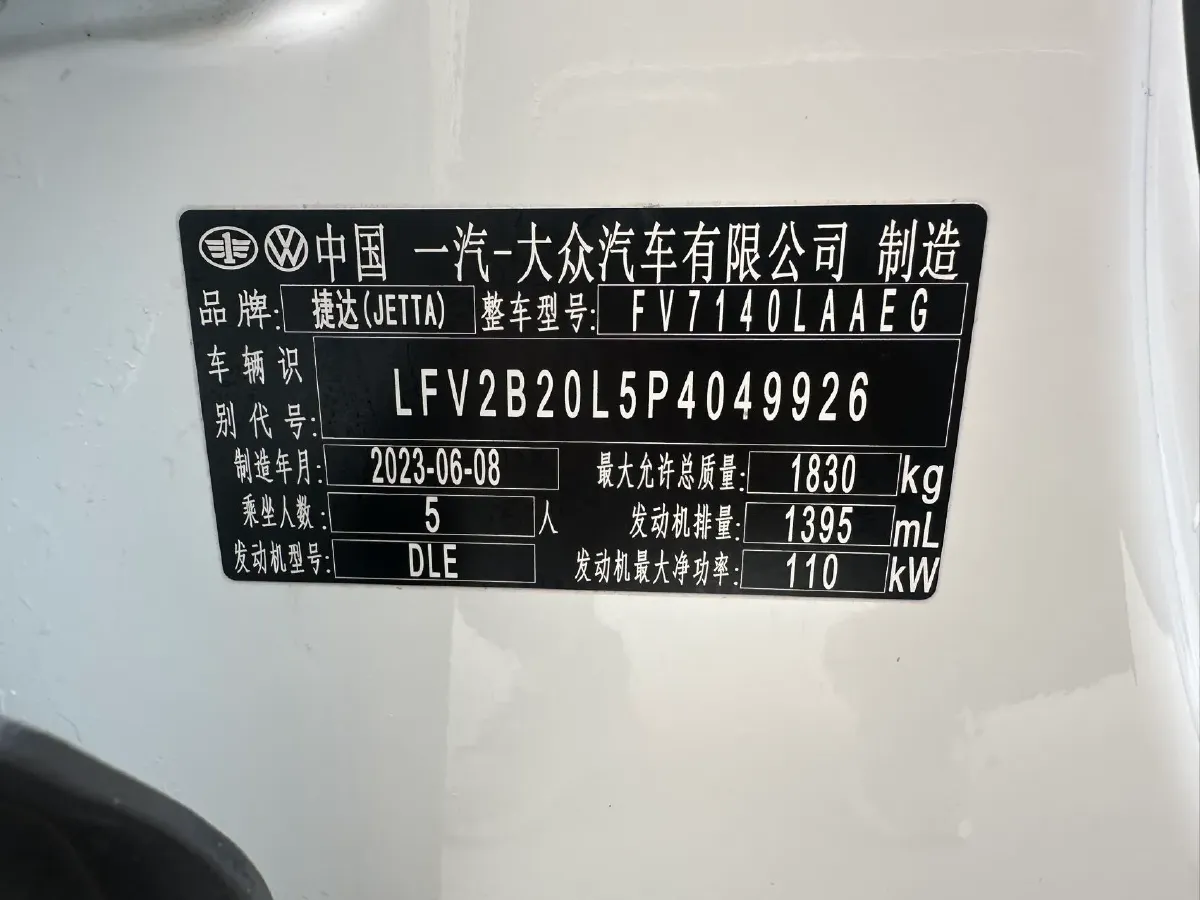 中国 一汽-大众汽车有限公司 制造
品牌: 捷达(JETTA) 整车型号: FV7140LAAEG
车辆识别代号: LFV2B20L5P4049926
制造年月: 2023-06-08 最大允许总质量: 1830 kg
乘坐人数: 5 人 发动机排量: 1395 mL
发动机型号: DLE 发动机最大净功率: 110 kW